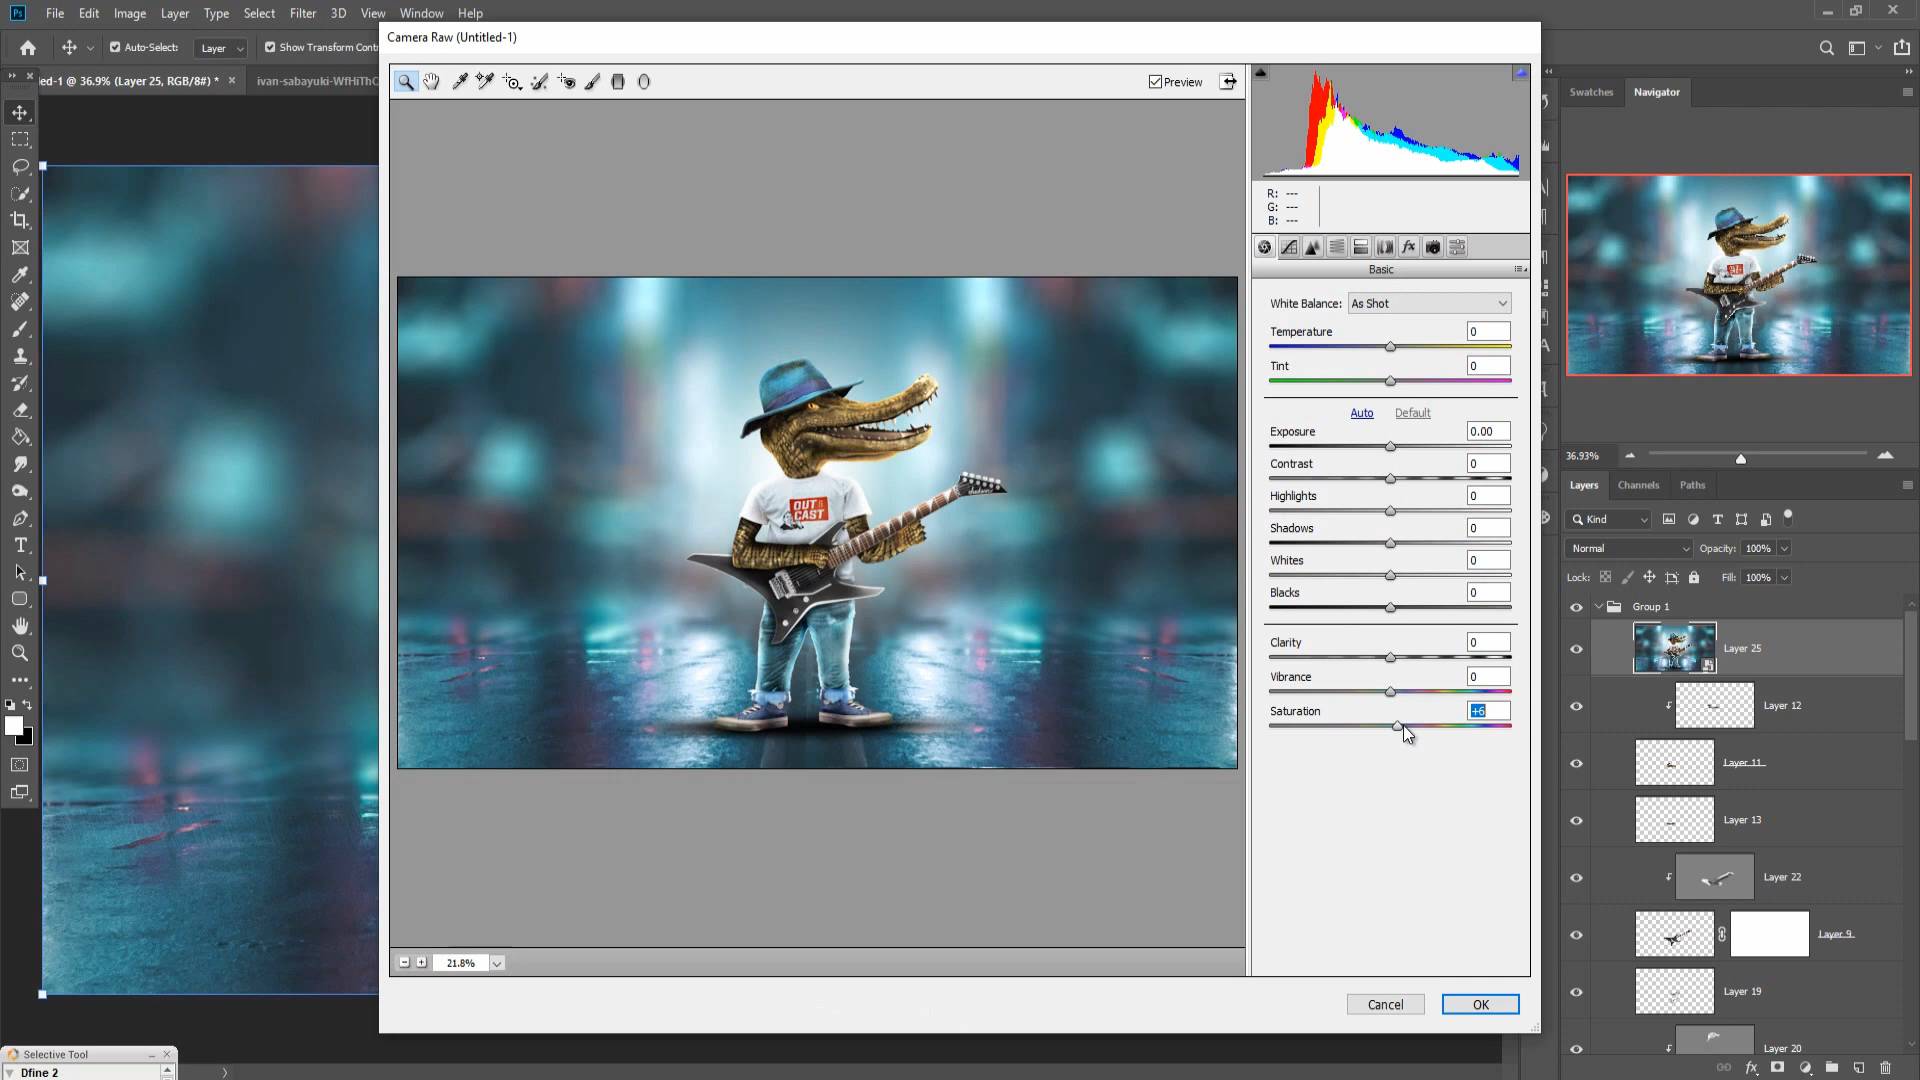 Ps File Edit Image Layer Type Select Filter 3D View Window Help
Camera Raw (Untitled-1)
Auto-Select: Layer Show Transform Cont
ed-1 @ 36.9% (Layer 25, RGB/8#) *
ivan-sabayuki-WfHiThC
Preview
R: ---
G: ---
B: ---
Basic
White Balance: As Shot
Temperature 0
Tint 0
Auto Default
Exposure 0.00
Contrast 0
Highlights 0
Shadows 0
Whites 0
Blacks 0
Clarity 0
Vibrance 0
Saturation +6
OUT
CAST
21.8%
Cancel OK
Swatches Navigator
36.93%
Layers Channels Paths
Kind
Normal Opacity: 100%
Lock: Fill: 100%
Group 1
Layer 25
Layer 12
Layer 11
Layer 13
Layer 22
Layer 9
Layer 19
Layer 20
Selective Tool
Dfine 2